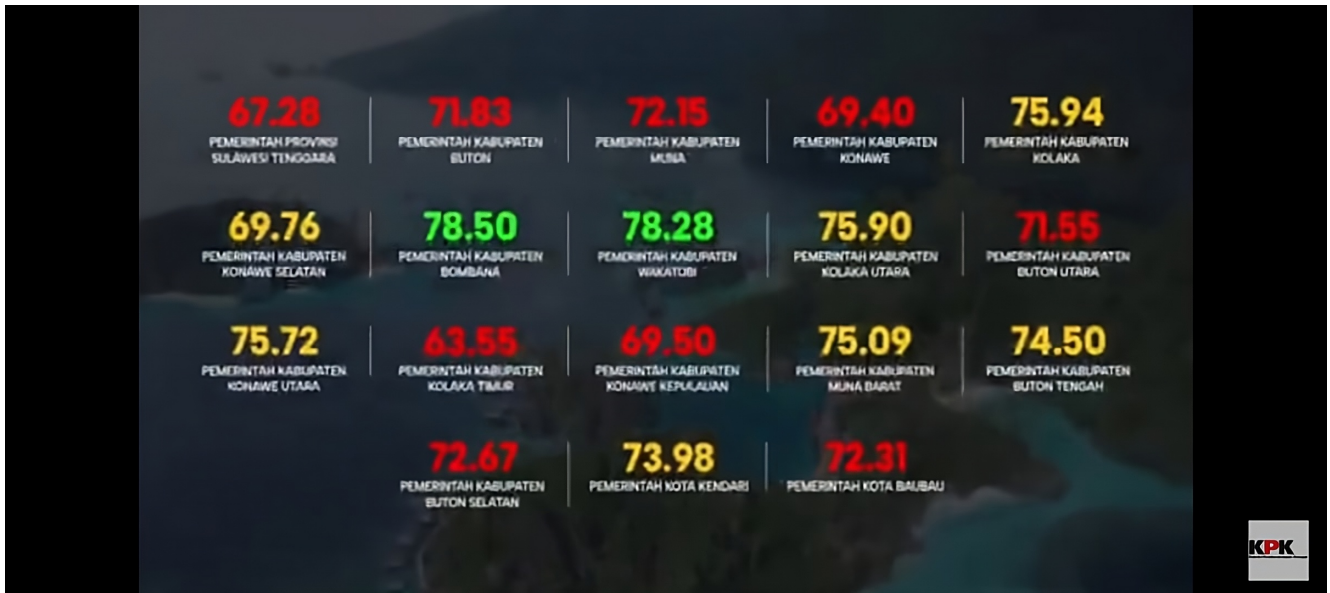 67.28
PEMERINTAH PROVINSI
SULAWESI TENGGARA
71.83
PEMERINTAH KABUPATEN
BUTON
72.15
PEMERINTAH KABUPATEN
MUNA
69.40
PEMERINTAH KABUPATEN
KONAWE
75.94
PEMERINTAH KABUPATEN
KOLAKA
69.76
PEMERINTAH KABUPATEN
KONAWE SELATAN
78.50
PEMERINTAH KABUPATEN
BOMBANA
78.28
PEMERINTAH KABUPATEN
WAKATOBI
75.90
PEMERINTAH KABUPATEN
KOLAKA UTARA
71.55
PEMERINTAH KABUPATEN
BUTON UTARA
75.72
PEMERINTAH KABUPATEN
KONAWE UTARA
63.55
PEMERINTAH KABUPATEN
KOLAKA TIMUR
69.50
PEMERINTAH KABUPATEN
KONAWE KEPULAUAN
75.09
PEMERINTAH KABUPATEN
MUNA BARAT
74.50
PEMERINTAH KABUPATEN
BUTON TENGAH
72.67
PEMERINTAH KABUPATEN
BUTON SELATAN
73.98
PEMERINTAH KOTA KENDARI
72.31
PEMERINTAH KOTA BAUBAU
KPK